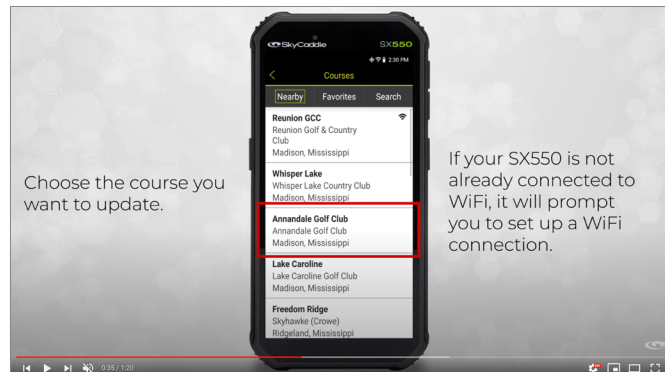 SkyCaddie SX550
2:30 PM
Courses
Nearby Favorites Search
Reunion GCC
Reunion Golf & Country
Club
Madison, Mississippi
Whisper Lake
Whisper Lake Country Club
Madison, Mississippi
Annandale Golf Club
Annandale Golf Club
Madison, Mississippi
Lake Caroline
Lake Caroline Golf Club
Madison, Mississippi
Freedom Ridge
Skyhawke (Crowe)
Ridgeland, Mississippi
Choose the course you
want to update.
If your SX550 is not
already connected to
WiFi, it will prompt
you to set up a WiFi
connection.
0:35 / 1:20